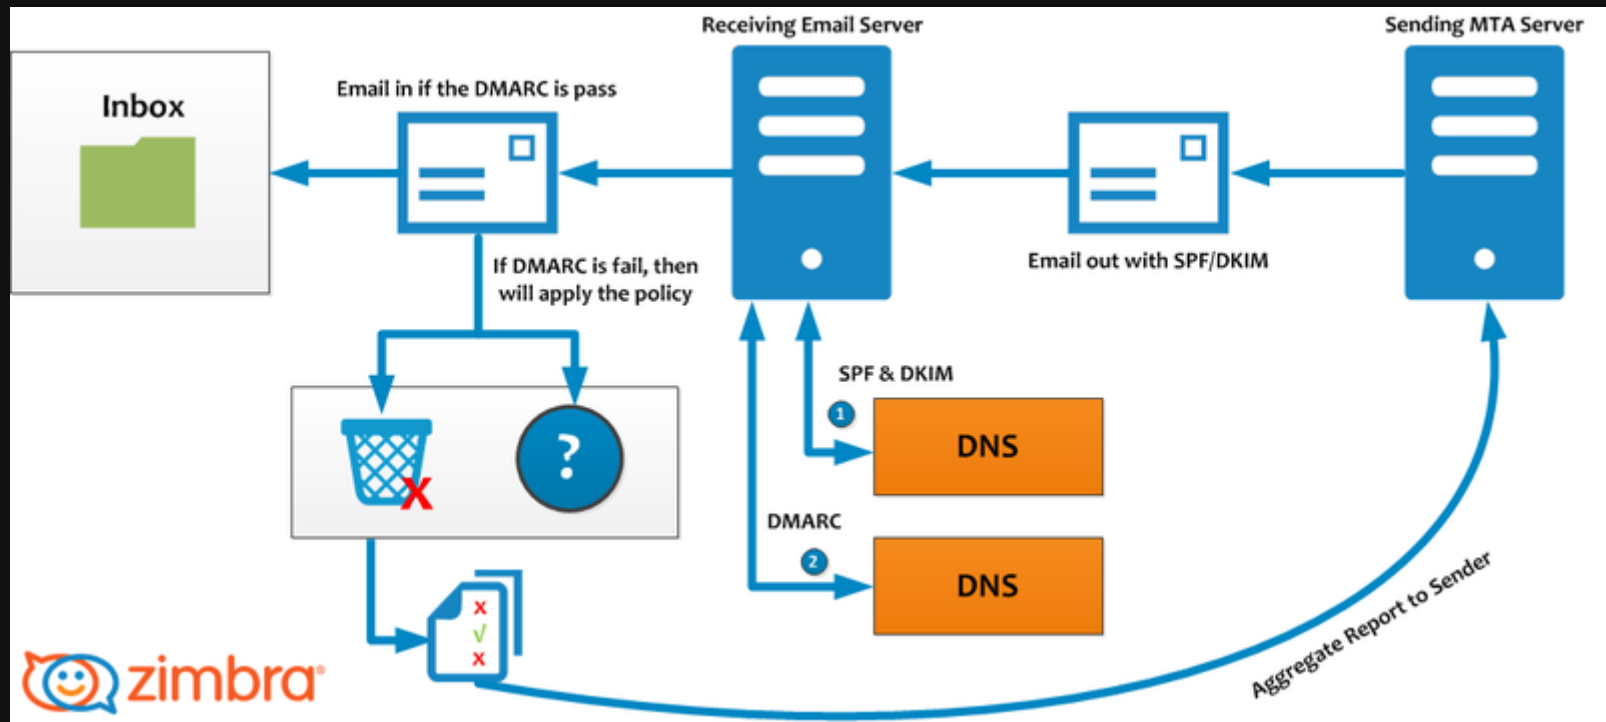 Receiving Email Server
Sending MTA Server
Inbox
Email in if the DMARC is pass
Email out with SPF/DKIM
If DMARC is fail, then
will apply the policy
?
X
SPF & DKIM
1
DNS
DMARC
2
DNS
x
√
x
Aggregate Report to Sender
zimbra®